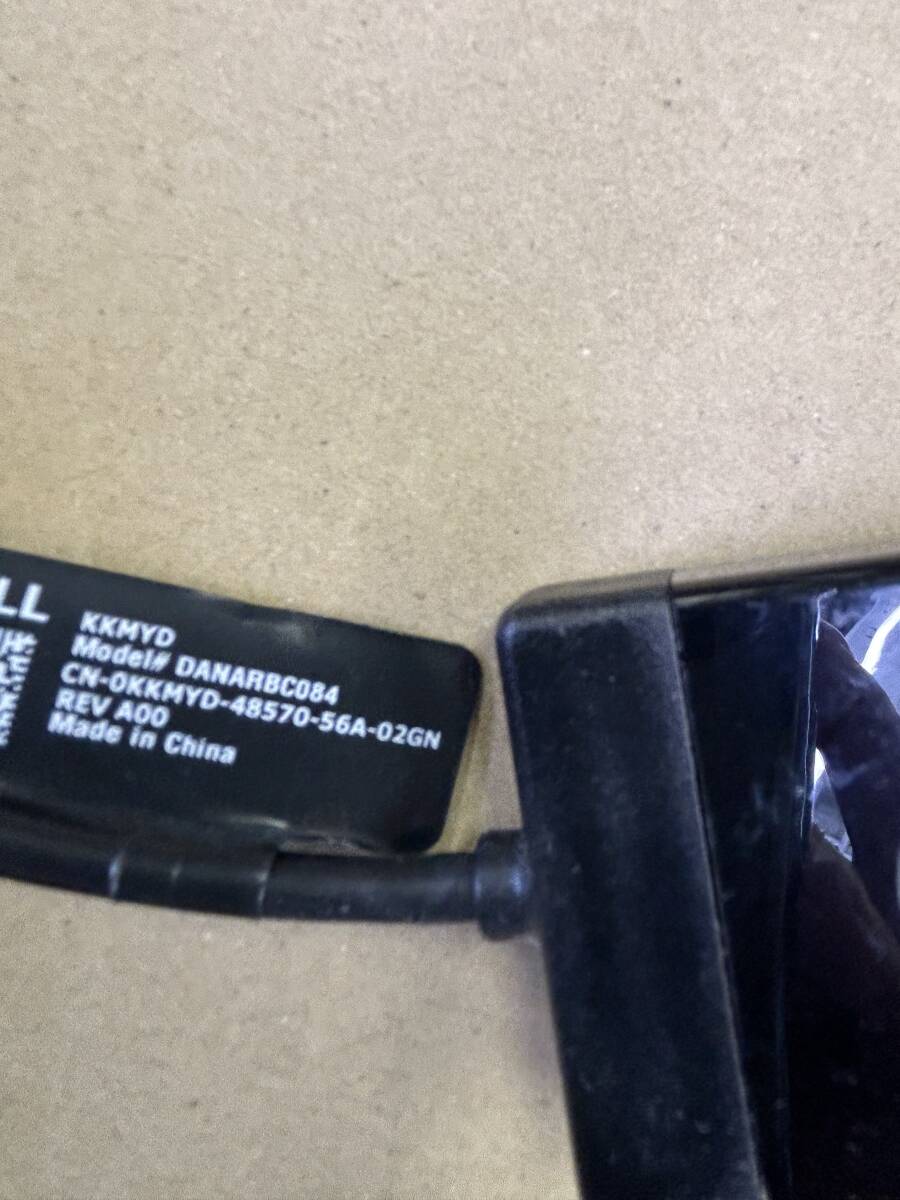 LL
KKMYD
Model# DANARBC084
CN-0KKMYD-48570-56A-02GN
REV A00
Made in China